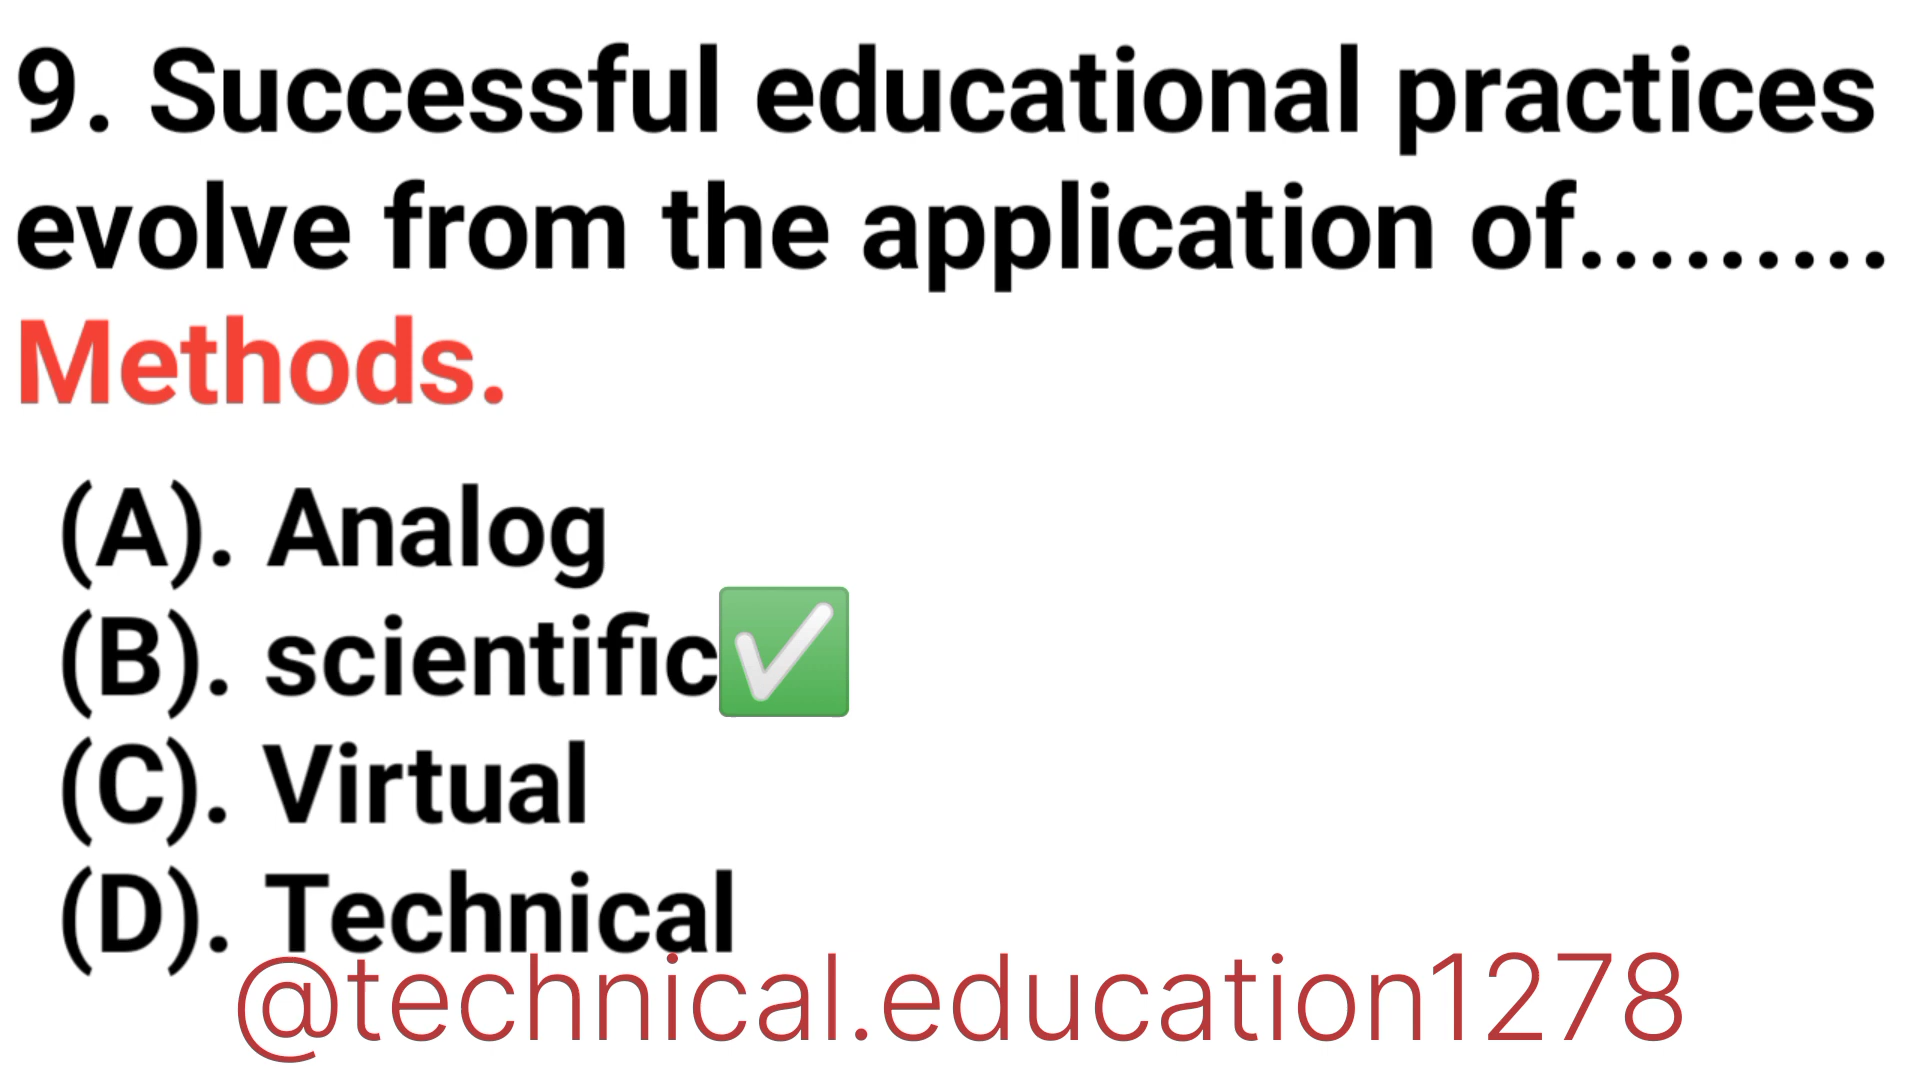 9. Successful educational practices
evolve from the application of.........
Methods.
(A). Analog
(B). scientific✅
(C). Virtual
(D). Technical
@technical.education1278